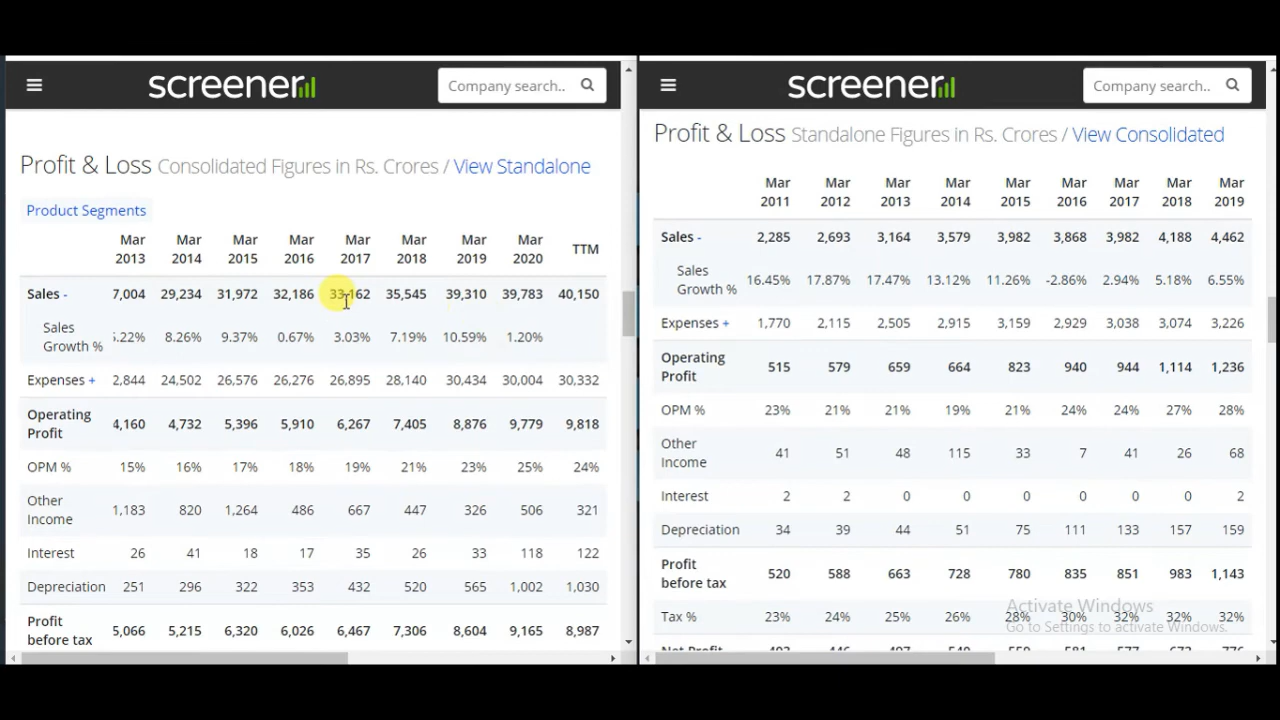 screener
Company search..
Profit & Loss Consolidated Figures in Rs. Crores / View Standalone
Product Segments
Mar 2013 Mar 2014 Mar 2015 Mar 2016 Mar 2017 Mar 2018 Mar 2019 Mar 2020 TTM
Sales - 7,004 29,234 31,972 32,186 33,162 35,545 39,310 39,783 40,150
Sales Growth % .22% 8.26% 9.37% 0.67% 3.03% 7.19% 10.59% 1.20%
Expenses + 2,844 24,502 26,576 26,276 26,895 28,140 30,434 30,004 30,332
Operating Profit 4,160 4,732 5,396 5,910 6,267 7,405 8,876 9,779 9,818
OPM % 15% 16% 17% 18% 19% 21% 23% 25% 24%
Other Income 1,183 820 1,264 486 667 447 326 506 321
Interest 26 41 18 17 35 26 33 118 122
Depreciation 251 296 322 353 432 520 565 1,002 1,030
Profit before tax 5,066 5,215 6,320 6,026 6,467 7,306 8,604 9,165 8,987
screener
Company search..
Profit & Loss Standalone Figures in Rs. Crores / View Consolidated
Mar 2011 Mar 2012 Mar 2013 Mar 2014 Mar 2015 Mar 2016 Mar 2017 Mar 2018 Mar 2019
Sales - 2,285 2,693 3,164 3,579 3,982 3,868 3,982 4,188 4,462
Sales Growth % 16.45% 17.87% 17.47% 13.12% 11.26% -2.86% 2.94% 5.18% 6.55%
Expenses + 1,770 2,115 2,505 2,915 3,159 2,929 3,038 3,074 3,226
Operating Profit 515 579 659 664 823 940 944 1,114 1,236
OPM % 23% 21% 21% 19% 21% 24% 24% 27% 28%
Other Income 41 51 48 115 33 7 41 26 68
Interest 2 2 0 0 0 0 0 0 2
Depreciation 34 39 44 51 75 111 133 157 159
Profit before tax 520 588 663 728 780 835 851 983 1,143
Tax % 23% 24% 25% 26% 28% 30% 32% 32% 32%
Activate Windows
Go to Settings to activate Windows.